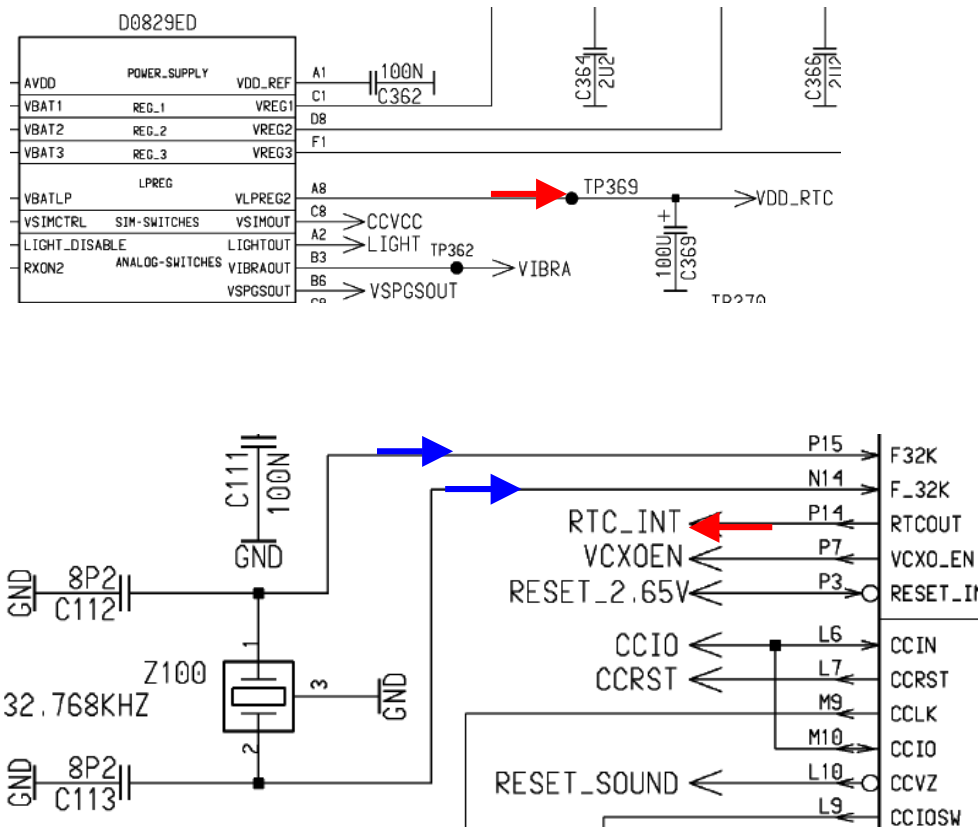 D0829ED
AVDD POWER_SUPPLY VDD_REF A1 100N C362
VBAT1 REG_1 VREG1 C1
VBAT2 REG_2 VREG2 D8
VBAT3 REG_3 VREG3 F1
C364 2U2
C366
LPREG
VBATLP VLPREG2 A8 TP369 VDD_RTC
VSIMCTRL SIM-SWITCHES VSIMOUT C8 CCVCC
LIGHT_DISABLE LIGHTOUT A2 LIGHT
RXON2 ANALOG-SWITCHES VIBRAOUT B3 TP362 VIBRA
VSPGSOUT B6 VSPGSOUT
100U + C369
C111 100N
GND
P15 F32K
N14 F_32K
RTC_INT P14 RTCOUT
VCXOEN P7 VCXO_EN
RESET_2.65V P3 RESET_IN
GND 8P2 C112
1
Z100
32.768KHZ
3 GND
2
GND 8P2 C113
CCIO L6 CCIN
CCRST L7 CCRST
M9 CCLK
M10 CCIO
RESET_SOUND L10 CCVZ
L9 CCIOSW